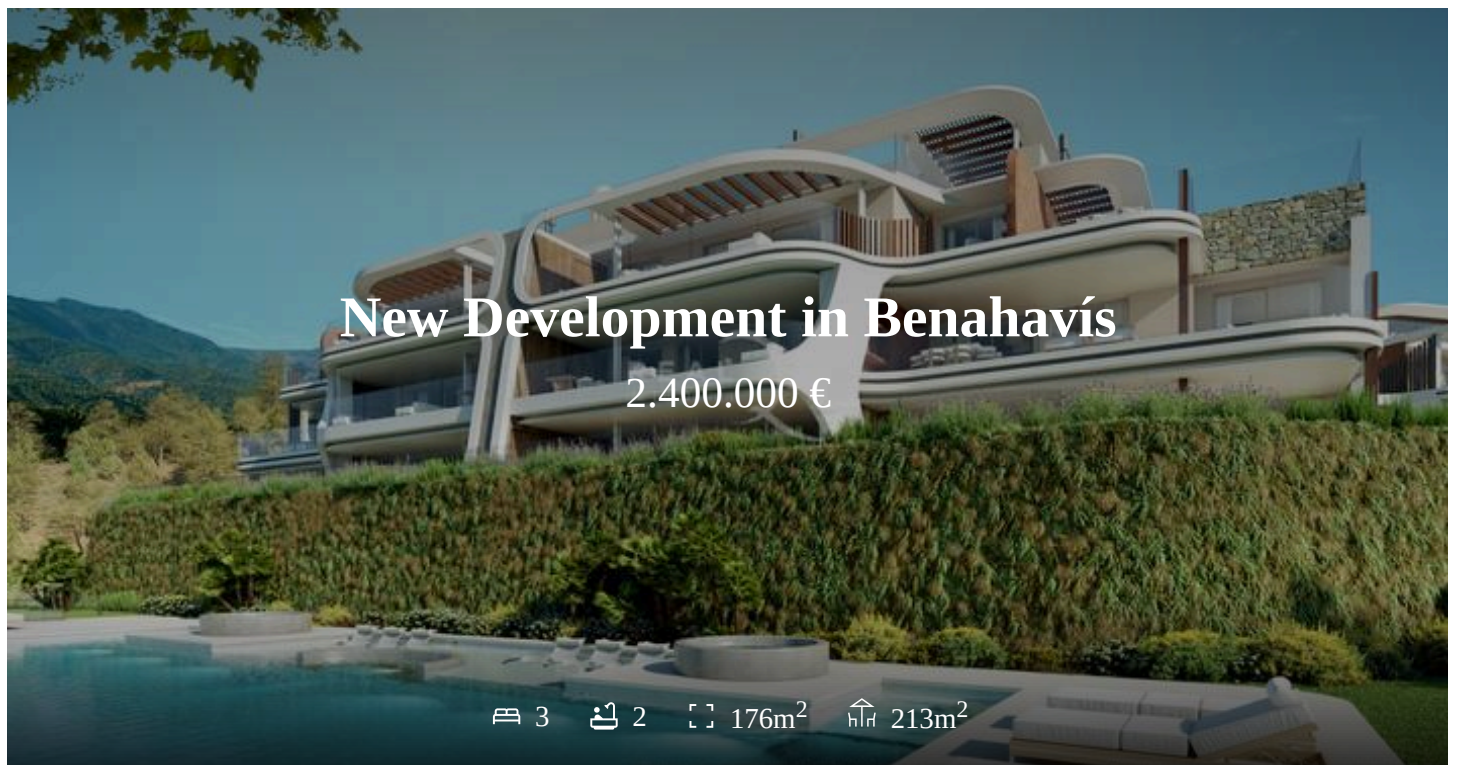 New Development in Benahavís
2.400.000 €
3 2 176m² 213m²